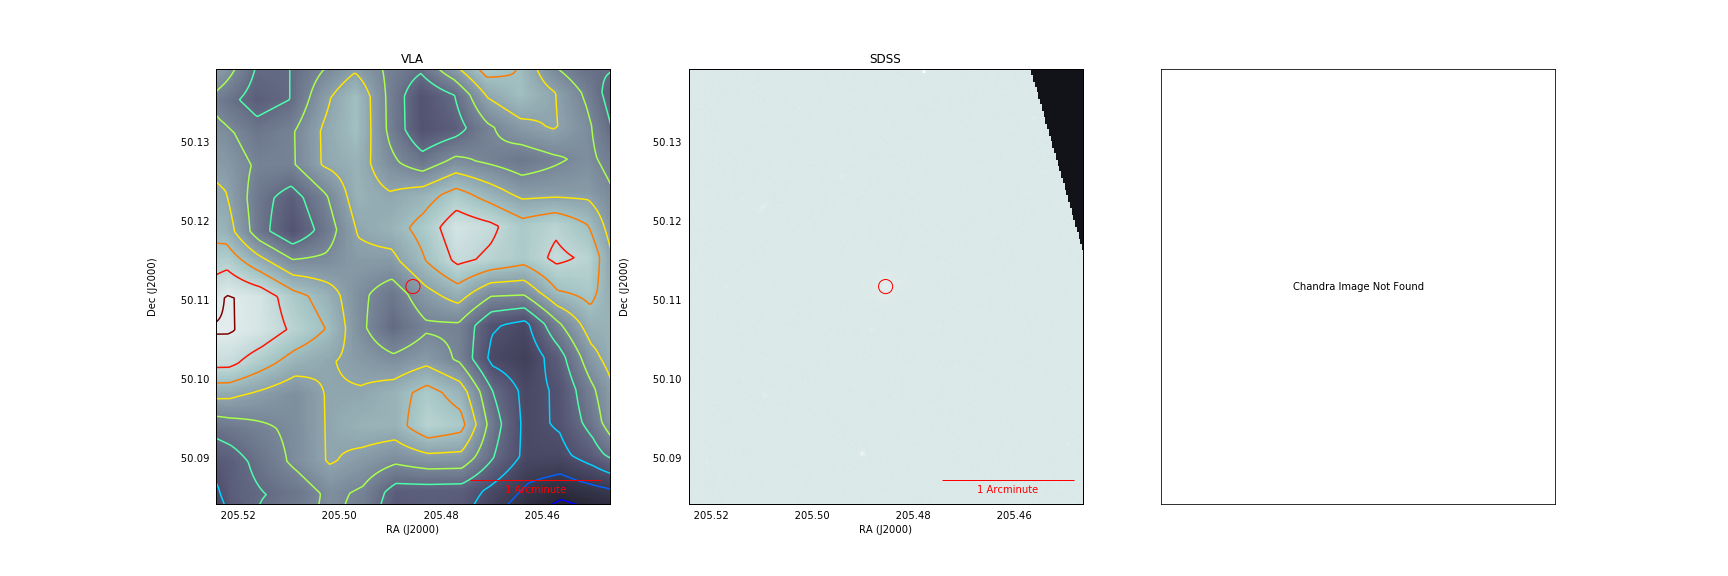 VLA
50.13
50.12
50.11
50.10
50.09
Dec (J2000)
1 Arcminute
205.52 205.50 205.48 205.46
RA (J2000)
SDSS
50.13
50.12
50.11
50.10
50.09
Dec (J2000)
1 Arcminute
205.52 205.50 205.48 205.46
RA (J2000)
Chandra Image Not Found